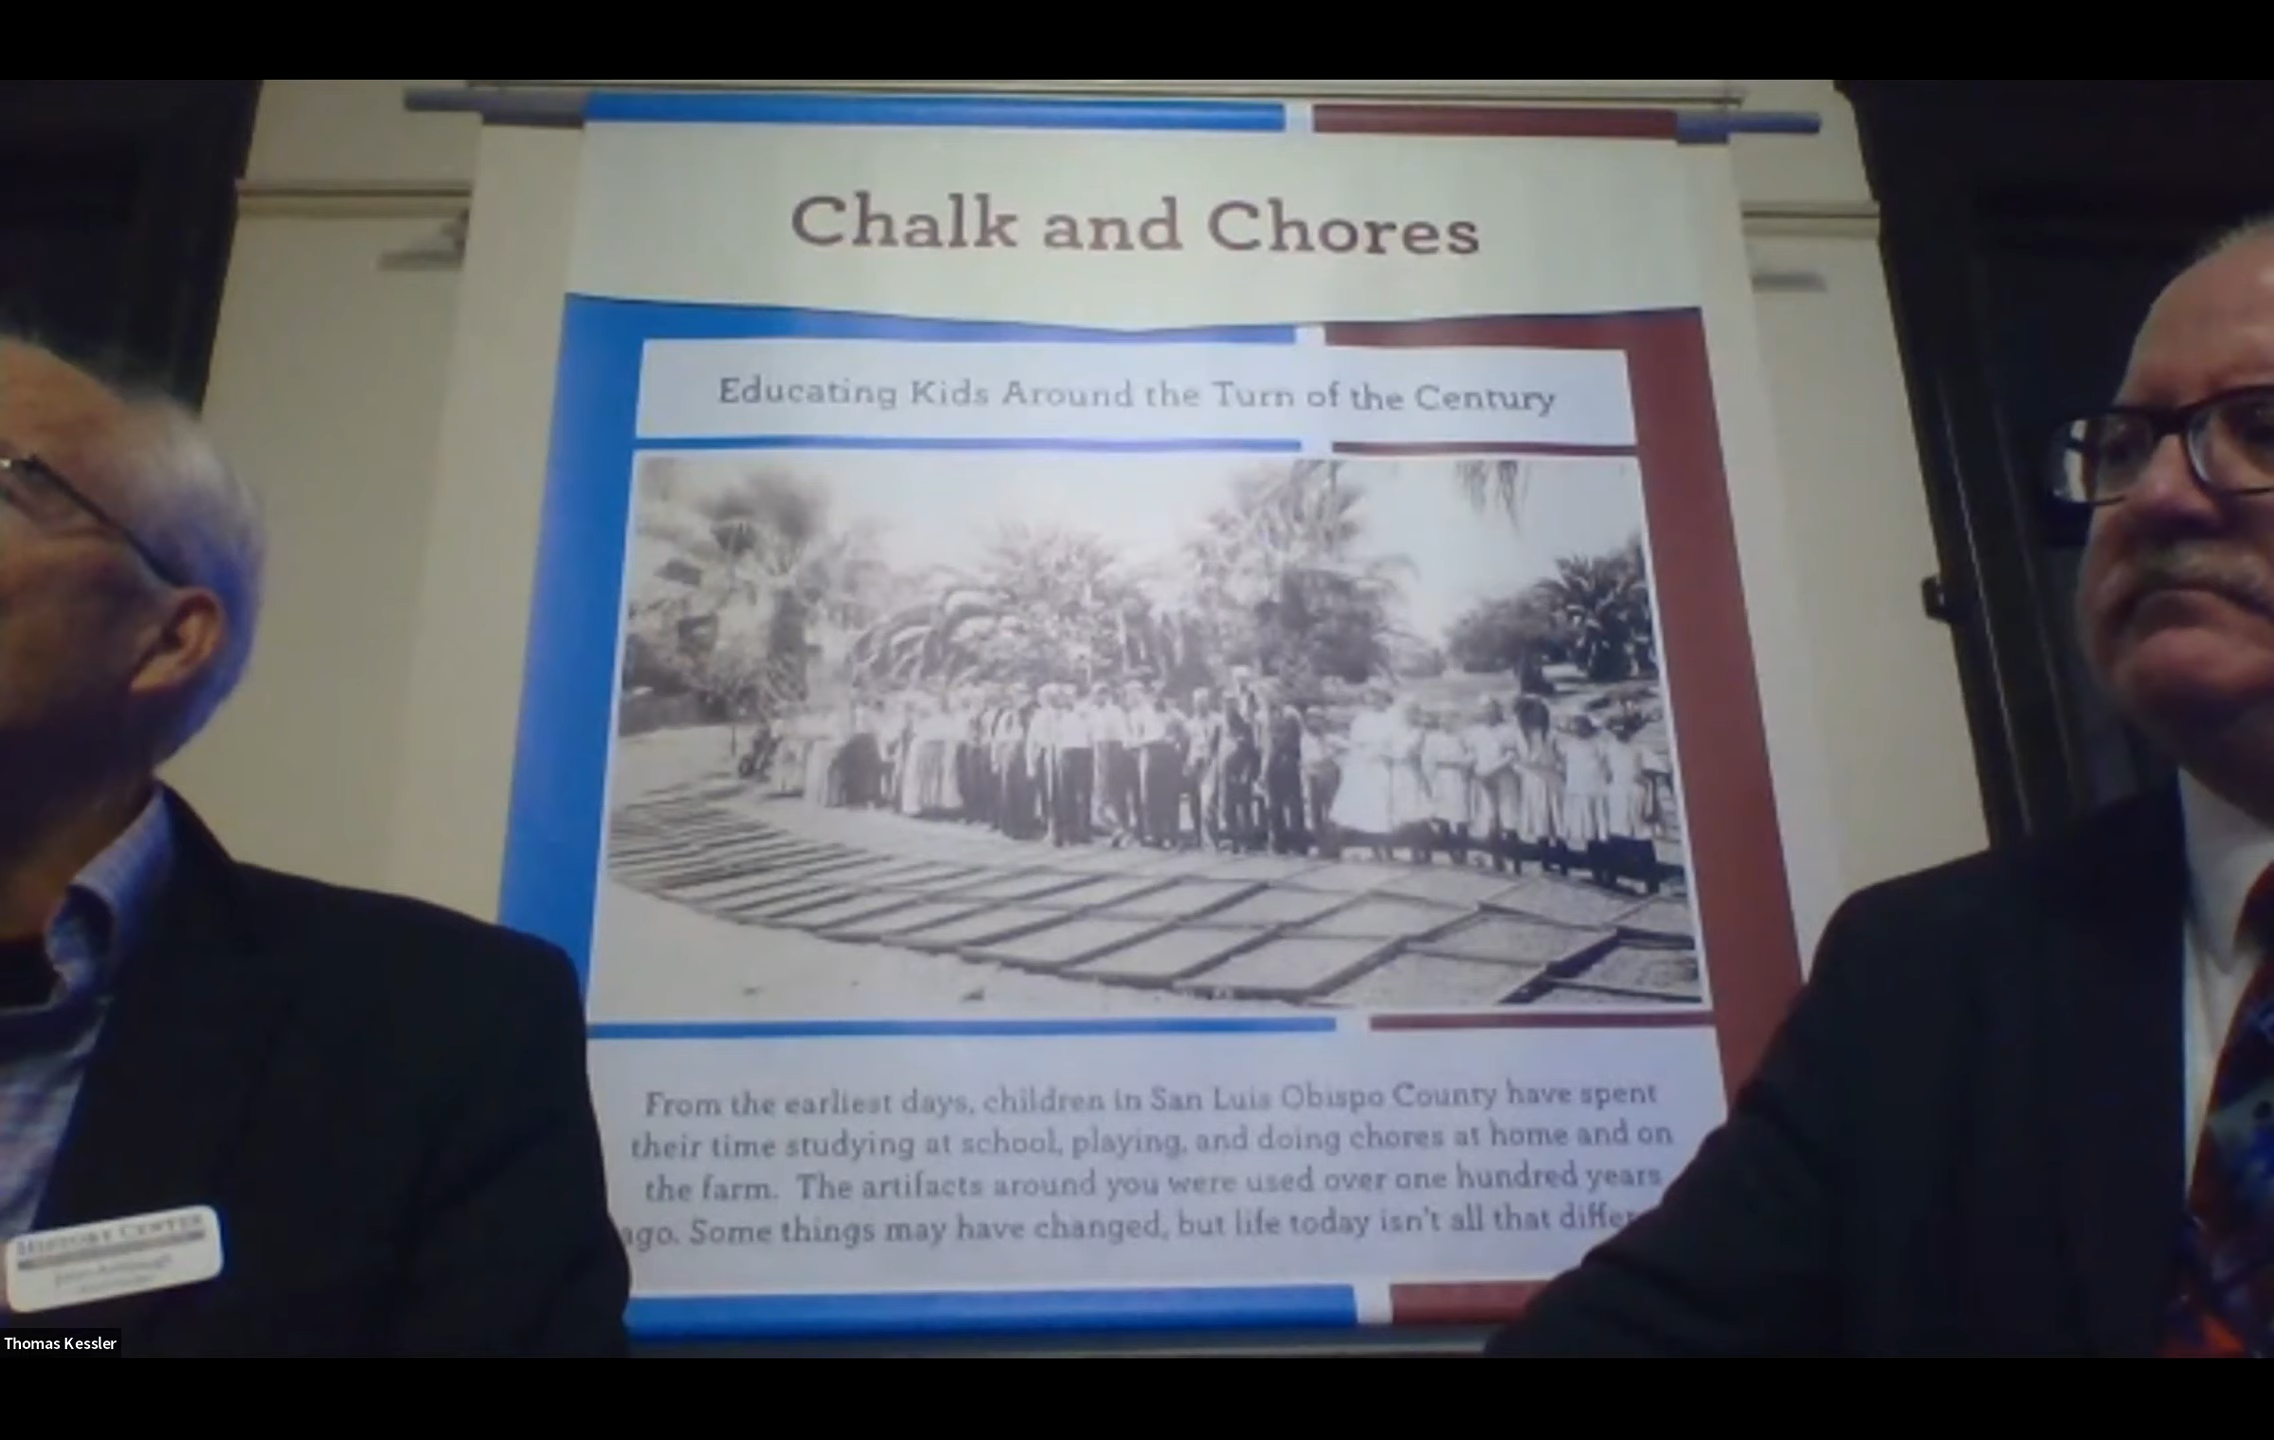 Chalk and Chores
Educating Kids Around the Turn of the Century
From the earliest days, children in San Luis Obispo County have spent
their time studying at school, playing, and doing chores at home and on
the farm. The artifacts around you were used over one hundred years
ago. Some things may have changed, but life today isn't all that
HISTORY CENTER
Thomas Kessler